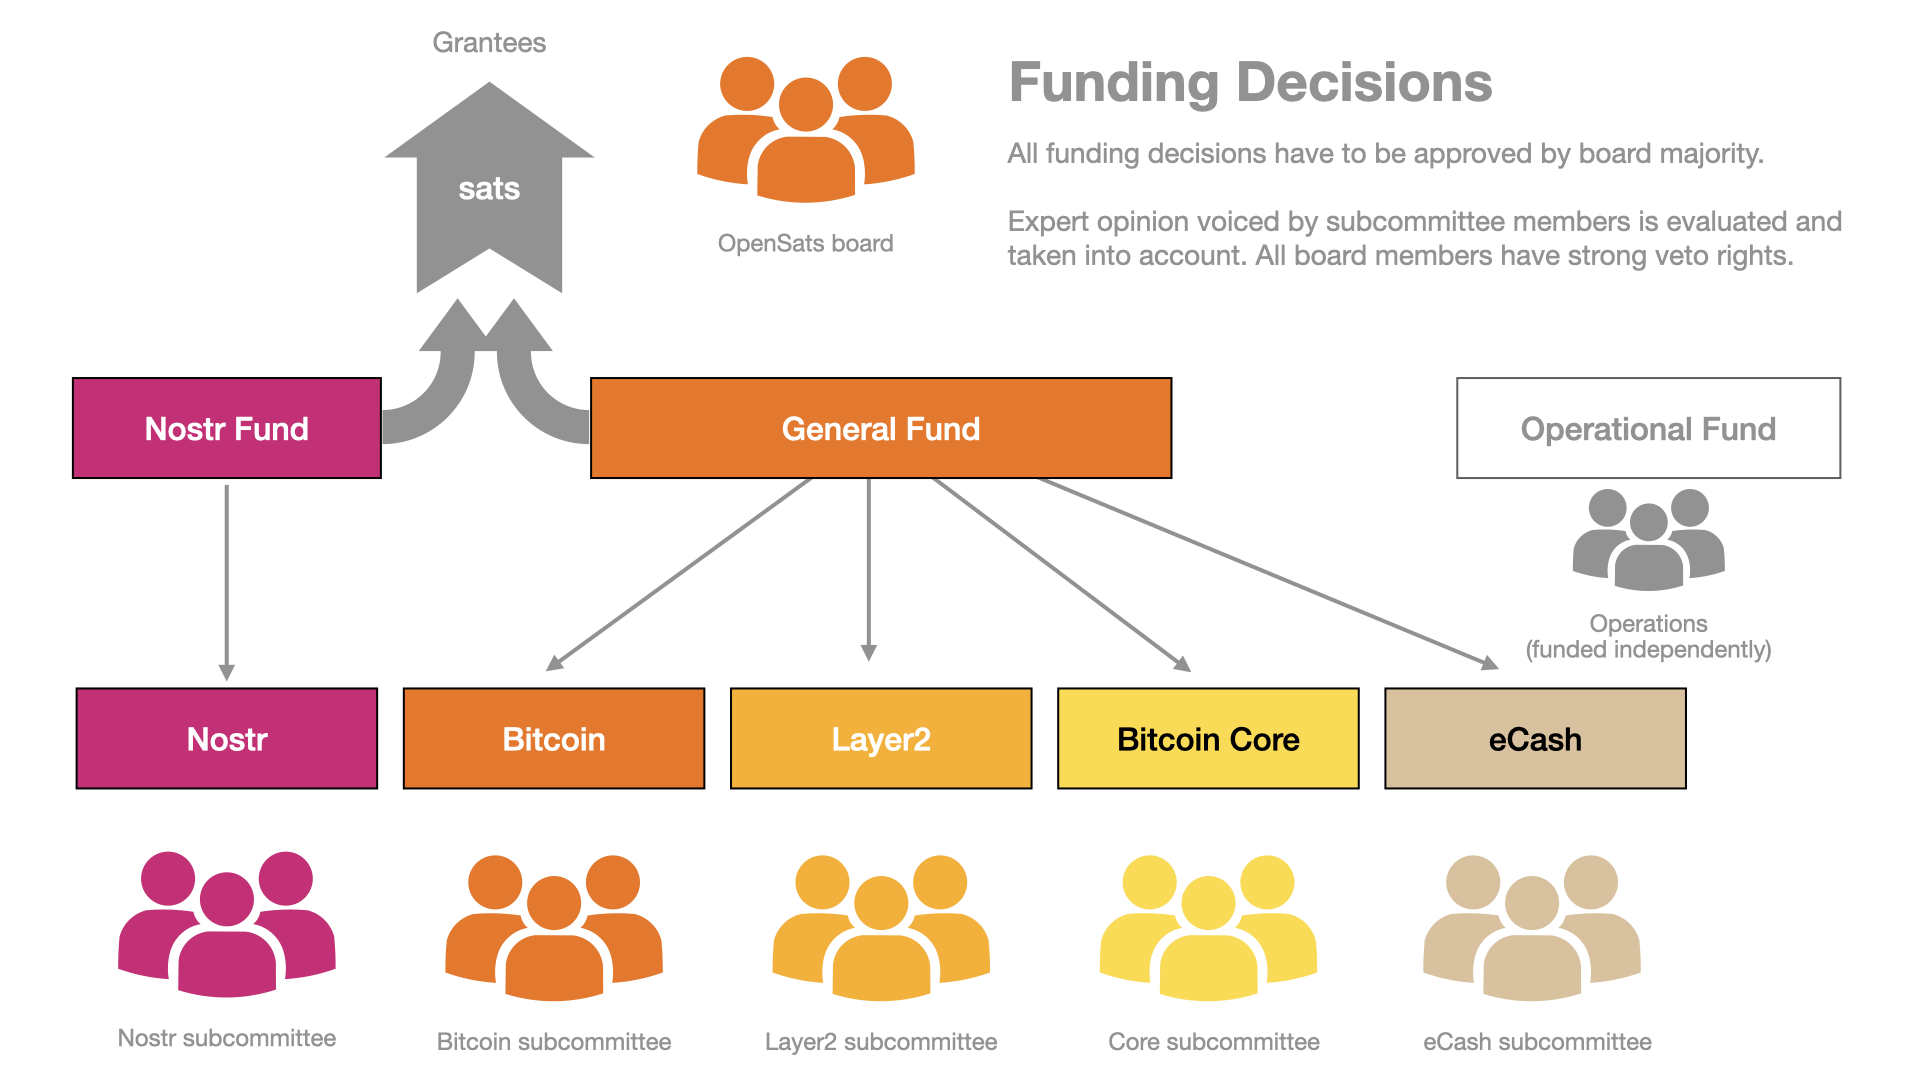 Grantees
sats
OpenSats board
Funding Decisions
All funding decisions have to be approved by board majority.
Expert opinion voiced by subcommittee members is evaluated and
taken into account. All board members have strong veto rights.
Nostr Fund
General Fund
Operational Fund
Operations
(funded independently)
Nostr
Bitcoin
Layer2
Bitcoin Core
eCash
Nostr subcommittee
Bitcoin subcommittee
Layer2 subcommittee
Core subcommittee
eCash subcommittee